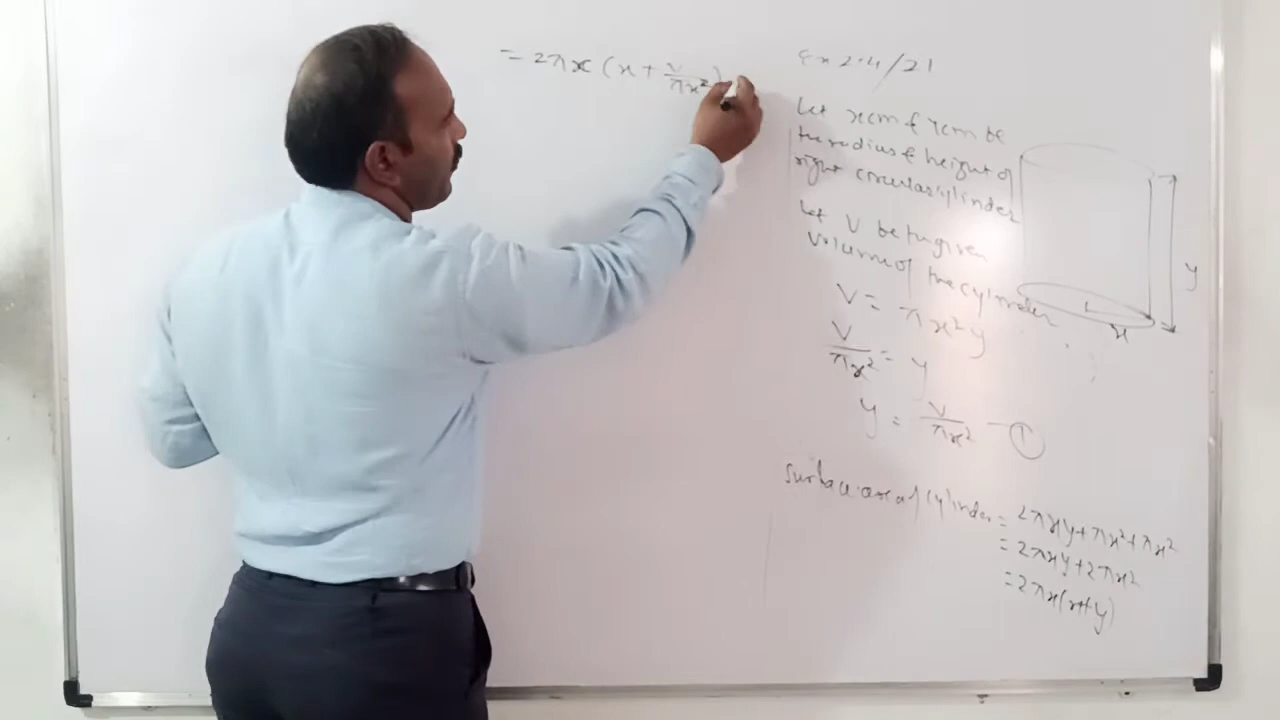 = 2πx (x + V/πx²)
Ex 2.4/21
Let x cm & y cm be
the radius & height of
right circular cylinder
Let V be the given
volume of the cylinder
V = πx²y
V/πx² = y
y = V/πx² — ①
surface area of cylinder = 2πxy + πx² + πx²
= 2πxy + 2πx²
= 2πx(x+y)
y
x